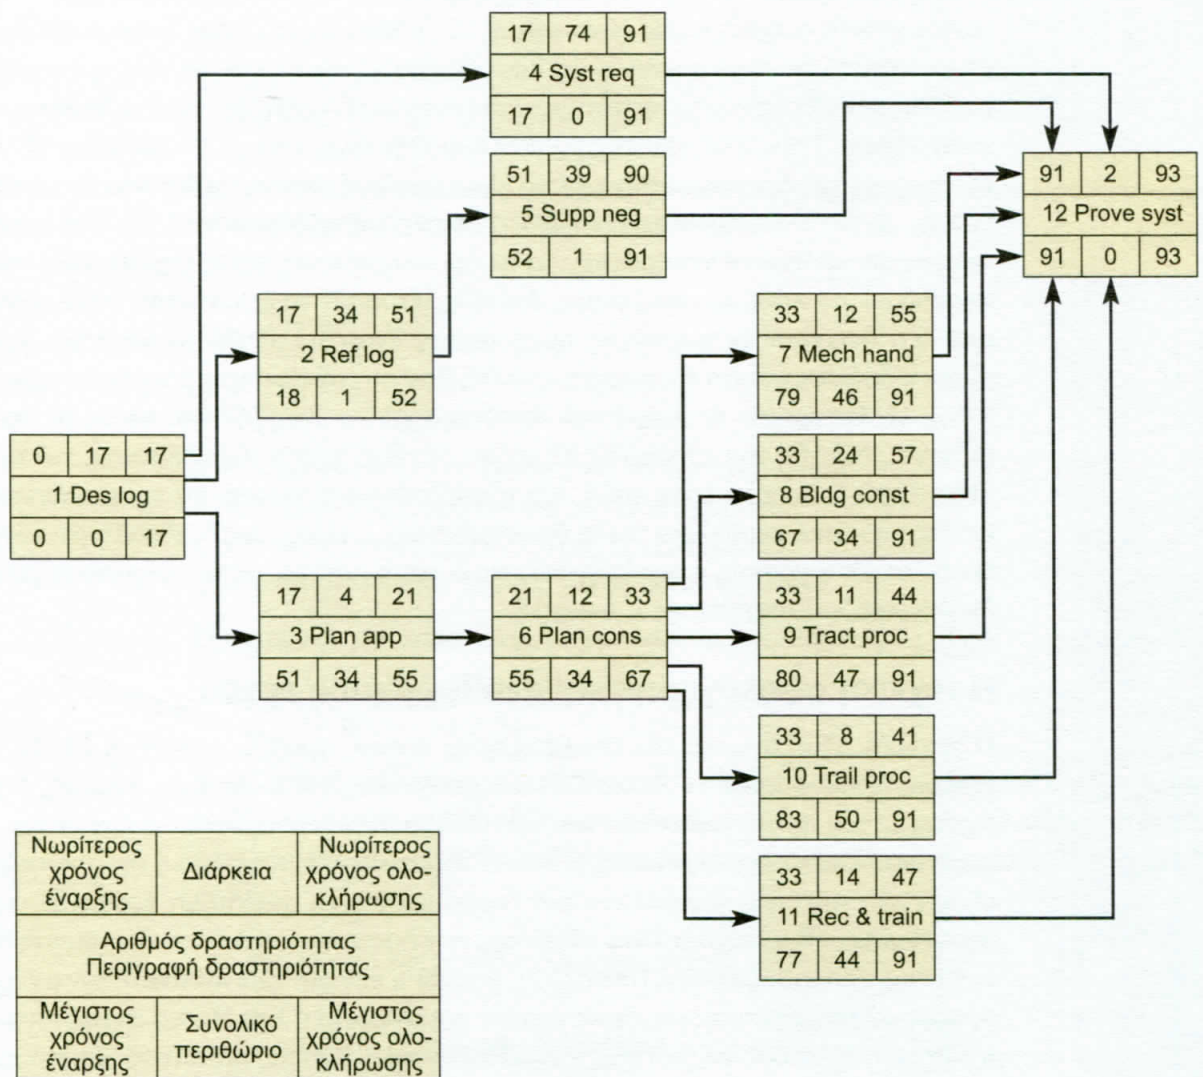 17 74 91
4 Syst req
17 0 91
51 39 90
5 Supp neg
52 1 91
91 2 93
12 Prove syst
91 0 93
17 34 51
2 Ref log
18 1 52
33 12 55
7 Mech hand
79 46 91
0 17 17
1 Des log
0 0 17
33 24 57
8 Bldg const
67 34 91
17 4 21
3 Plan app
51 34 55
21 12 33
6 Plan cons
55 34 67
33 11 44
9 Tract proc
80 47 91
33 8 41
10 Trail proc
83 50 91
33 14 47
11 Rec & train
77 44 91
Νωρίτερος
χρόνος
έναρξης
Διάρκεια
Νωρίτερος
χρόνος ολο-
κλήρωσης
Αριθμός δραστηριότητας
Περιγραφή δραστηριότητας
Μέγιστος
χρόνος
έναρξης
Συνολικό
περιθώριο
Μέγιστος
χρόνος ολο-
κλήρωσης